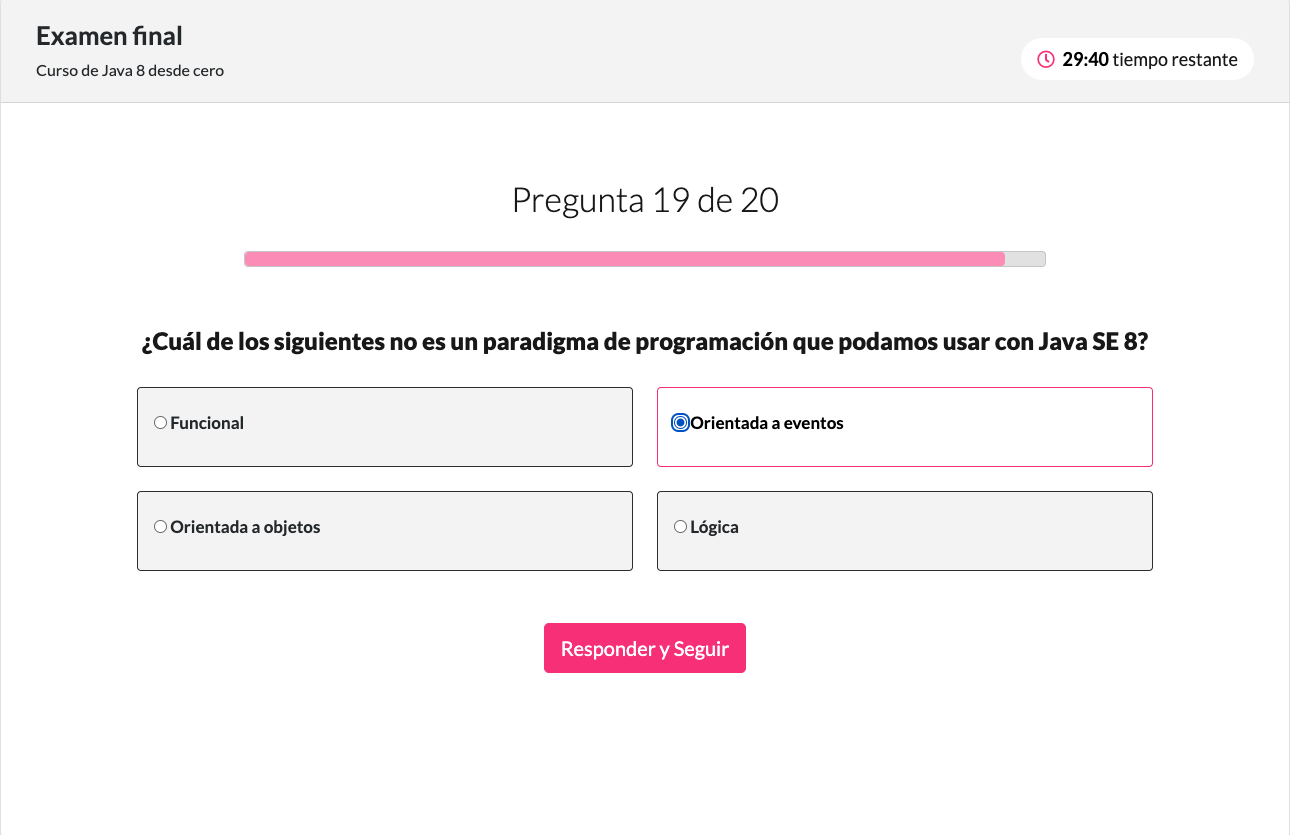 Examen final
Curso de Java 8 desde cero
29:40 tiempo restante
Pregunta 19 de 20
¿Cuál de los siguientes no es un paradigma de programación que podamos usar con Java SE 8?
Funcional
Orientada a eventos
Orientada a objetos
Lógica
Responder y Seguir